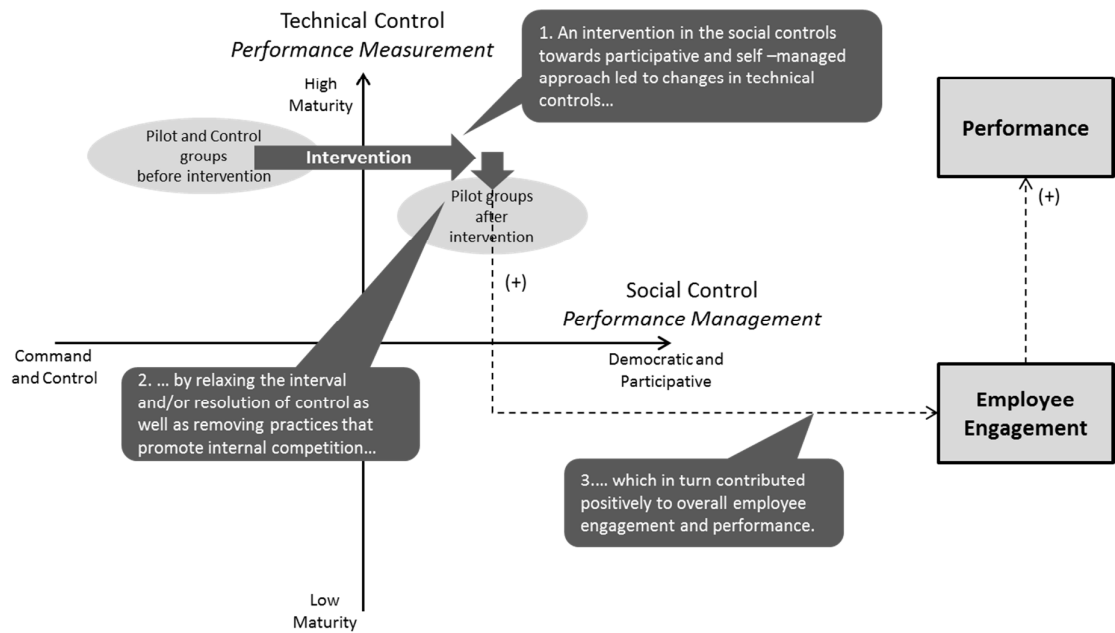 Technical Control
Performance Measurement
High
Maturity
Pilot and Control
groups
before intervention
Intervention
1. An intervention in the social controls
towards participative and self –managed
approach led to changes in technical
controls…
Performance
(+)
Pilot groups
after
intervention
(+)
Social Control
Performance Management
Command
and Control
Democratic and
Participative
2. … by relaxing the interval
and/or resolution of control as
well as removing practices that
promote internal competition…
Employee
Engagement
3.… which in turn contributed
positively to overall employee
engagement and performance.
Low
Maturity